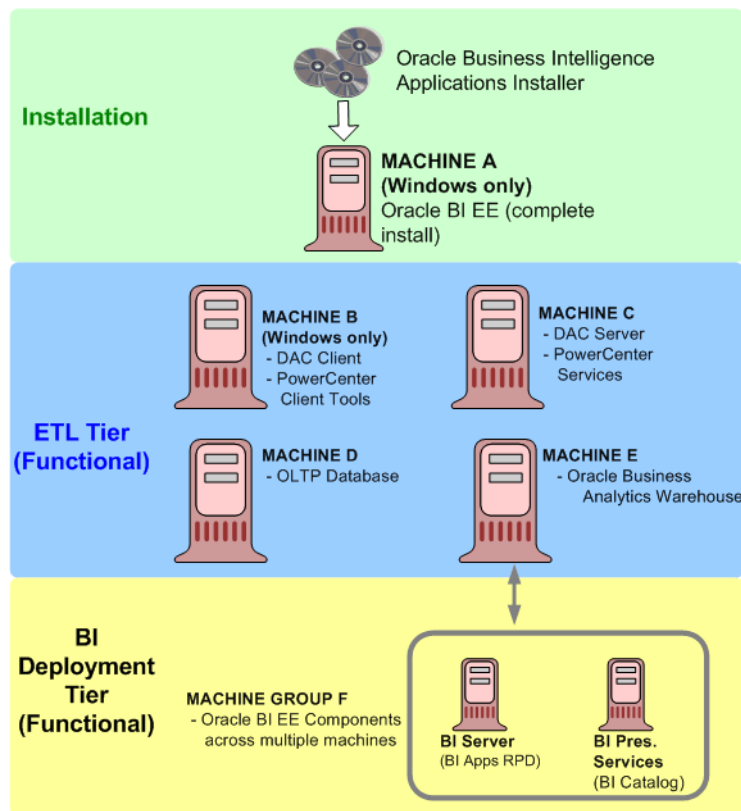 Oracle Business Intelligence
Applications Installer
Installation
MACHINE A
(Windows only)
Oracle BI EE (complete
install)
MACHINE B
(Windows only)
- DAC Client
- PowerCenter
Client Tools
MACHINE C
- DAC Server
- PowerCenter
Services
ETL Tier
(Functional)
MACHINE D
- OLTP Database
MACHINE E
- Oracle Business
Analytics Warehouse
BI
Deployment
Tier
(Functional)
MACHINE GROUP F
- Oracle BI EE Components
across multiple machines
BI Server
(BI Apps RPD)
BI Pres.
Services
(BI Catalog)